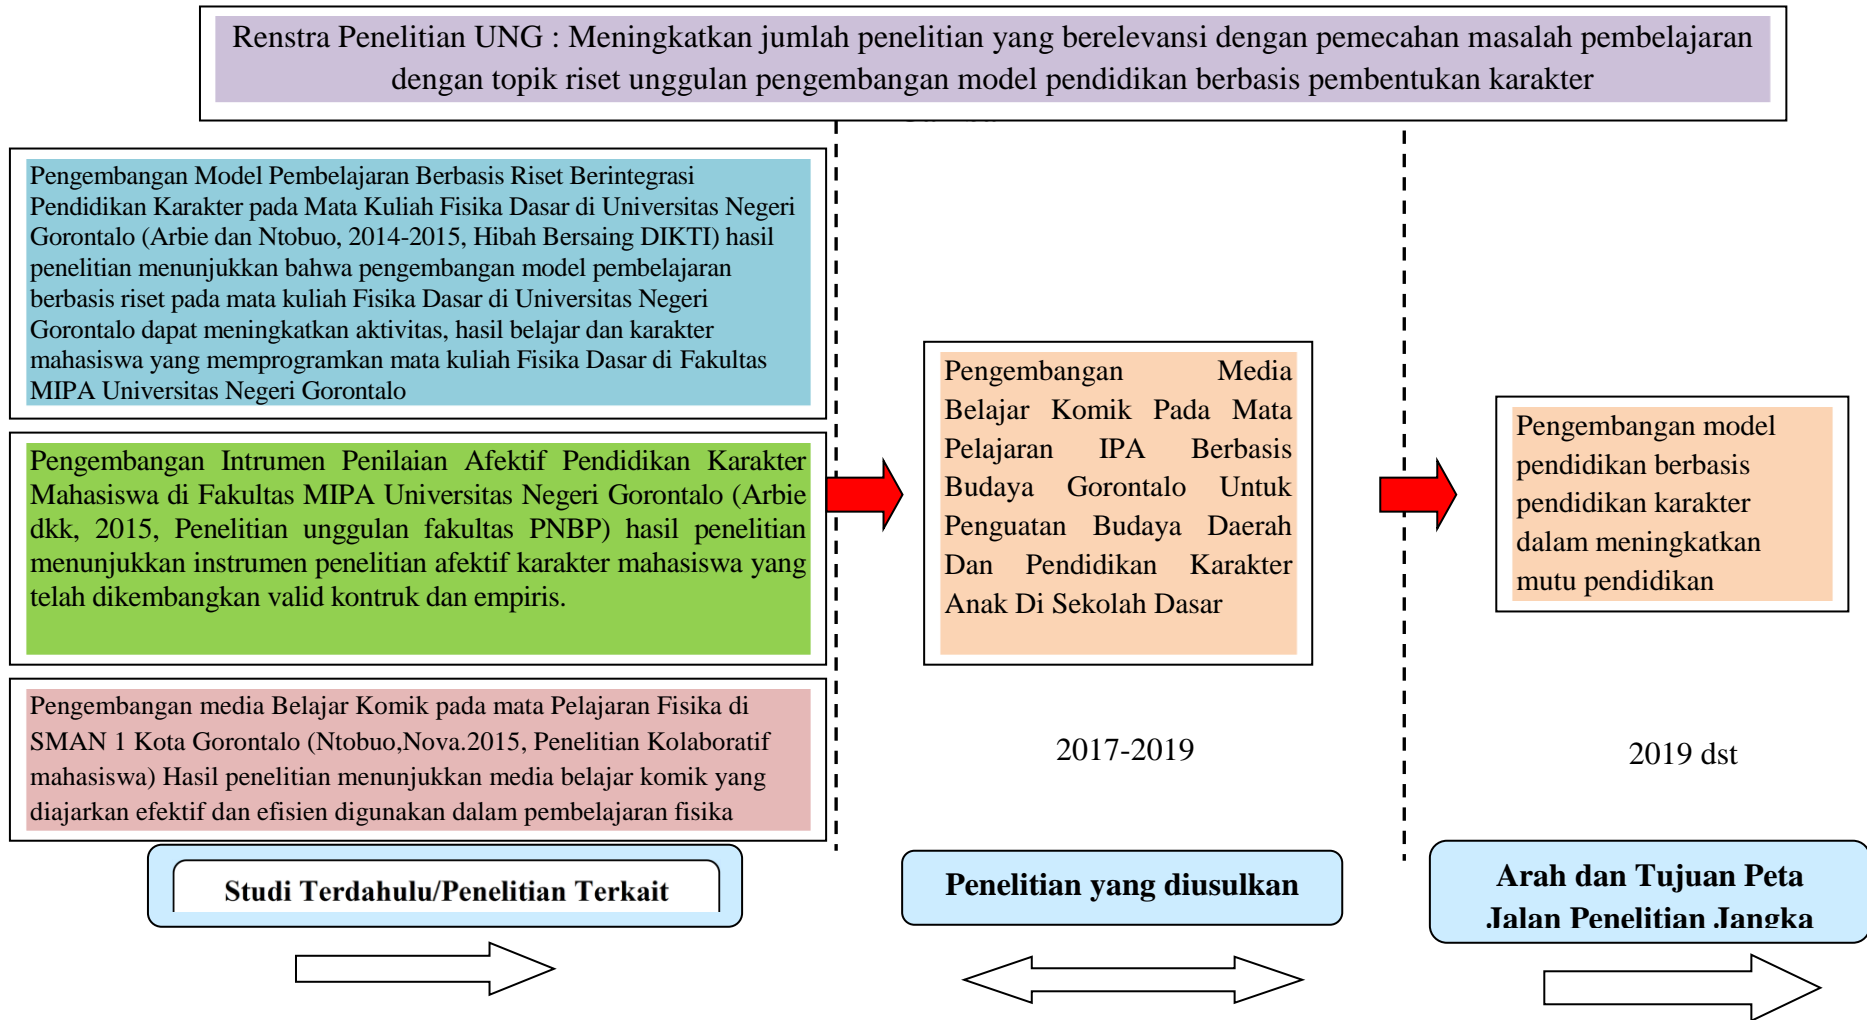 Renstra Penelitian UNG : Meningkatkan jumlah penelitian yang berelevansi dengan pemecahan masalah pembelajaran
dengan topik riset unggulan pengembangan model pendidikan berbasis pembentukan karakter
Pengembangan Model Pembelajaran Berbasis Riset Berintegrasi
Pendidikan Karakter pada Mata Kuliah Fisika Dasar di Universitas Negeri
Gorontalo (Arbie dan Ntobuo, 2014-2015, Hibah Bersaing DIKTI) hasil
penelitian menunjukkan bahwa pengembangan model pembelajaran
berbasis riset pada mata kuliah Fisika Dasar di Universitas Negeri
Gorontalo dapat meningkatkan aktivitas, hasil belajar dan karakter
mahasiswa yang memprogramkan mata kuliah Fisika Dasar di Fakultas
MIPA Universitas Negeri Gorontalo
Pengembangan Intrumen Penilaian Afektif Pendidikan Karakter
Mahasiswa di Fakultas MIPA Universitas Negeri Gorontalo (Arbie
dkk, 2015, Penelitian unggulan fakultas PNBP) hasil penelitian
menunjukkan instrumen penelitian afektif karakter mahasiswa yang
telah dikembangkan valid kontruk dan empiris.
Pengembangan media Belajar Komik pada mata Pelajaran Fisika di
SMAN 1 Kota Gorontalo (Ntobuo,Nova.2015, Penelitian Kolaboratif
mahasiswa) Hasil penelitian menunjukkan media belajar komik yang
diajarkan efektif dan efisien digunakan dalam pembelajaran fisika
Studi Terdahulu/Penelitian Terkait
Pengembangan Media
Belajar Komik Pada Mata
Pelajaran IPA Berbasis
Budaya Gorontalo Untuk
Penguatan Budaya Daerah
Dan Pendidikan Karakter
Anak Di Sekolah Dasar
2017-2019
Penelitian yang diusulkan
Pengembangan model
pendidikan berbasis
pendidikan karakter
dalam meningkatkan
mutu pendidikan
2019 dst
Arah dan Tujuan Peta
Jalan Penelitian Jangka